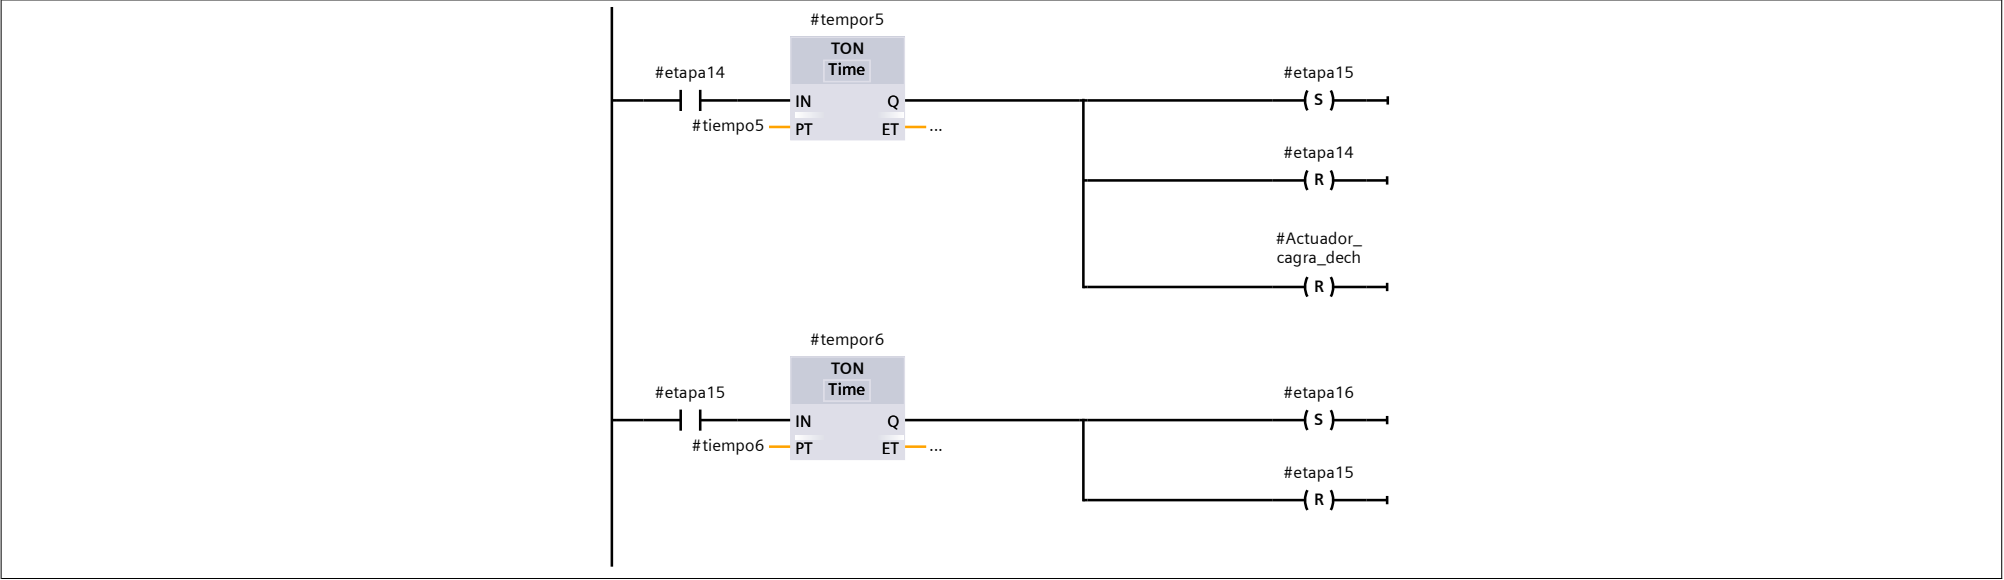 #tempor5
TON
Time
#etapa14
#etapa15
IN
Q
( S )
#tiempo5
PT
ET
...
#etapa14
( R )
#Actuador_
cagra_dech
( R )
#tempor6
TON
Time
#etapa15
#etapa16
IN
Q
( S )
#tiempo6
PT
ET
...
#etapa15
( R )